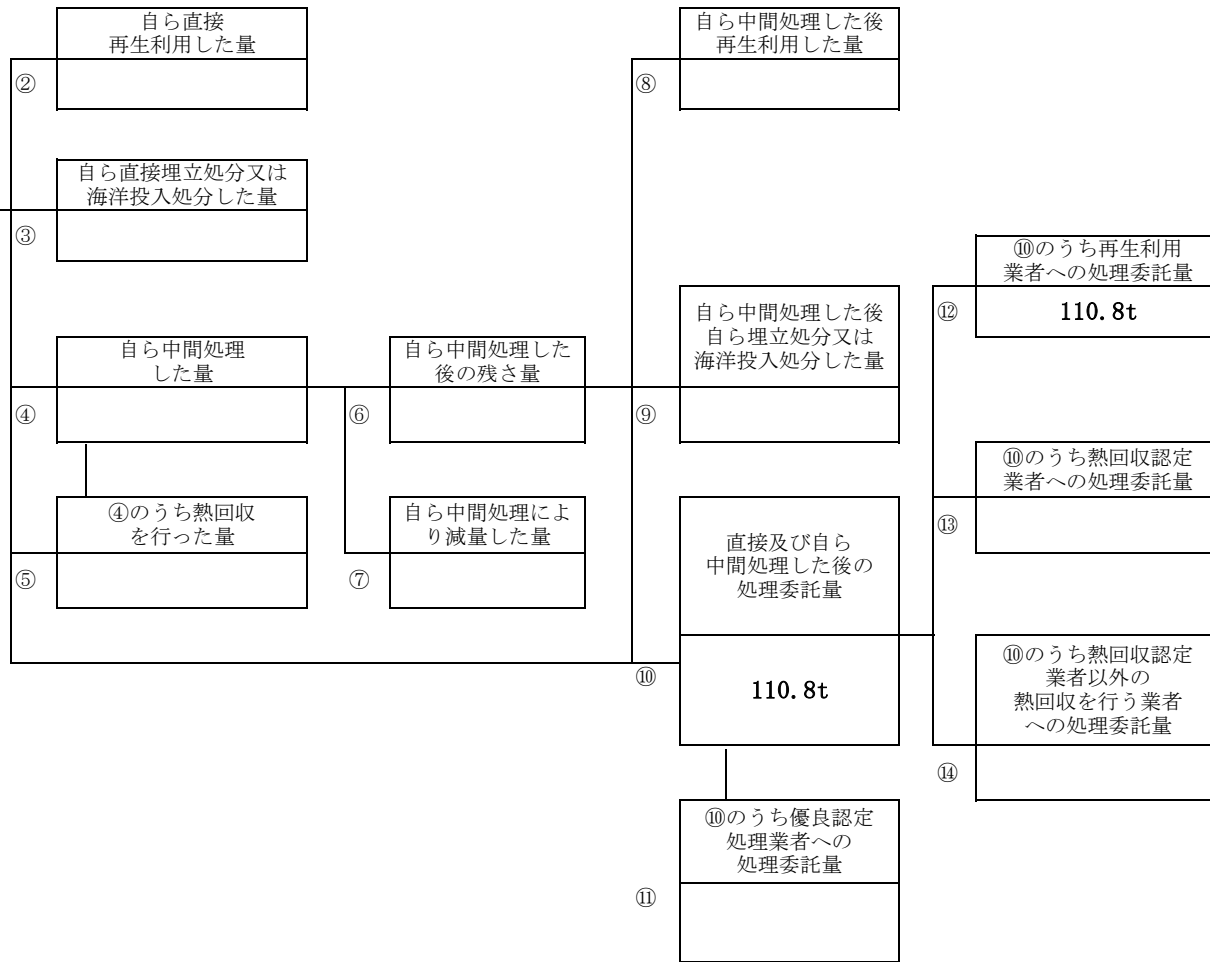 自ら直接
再生利用した量
②
自ら直接埋立処分又は
海洋投入処分した量
③
自ら中間処理
した量
④
④のうち熱回収
を行った量
⑤
自ら中間処理した
後の残さ量
⑥
自ら中間処理によ
り減量した量
⑦
自ら中間処理した後
再生利用した量
⑧
自ら中間処理した後
自ら埋立処分又は
海洋投入処分した量
⑨
直接及び自ら
中間処理した後の
処理委託量
⑩
110.8t
⑩のうち優良認定
処理業者への
処理委託量
⑪
⑩のうち再生利用
業者への処理委託量
⑫
110.8t
⑩のうち熱回収認定
業者への処理委託量
⑬
⑩のうち熱回収認定
業者以外の
熱回収を行う業者
への処理委託量
⑭